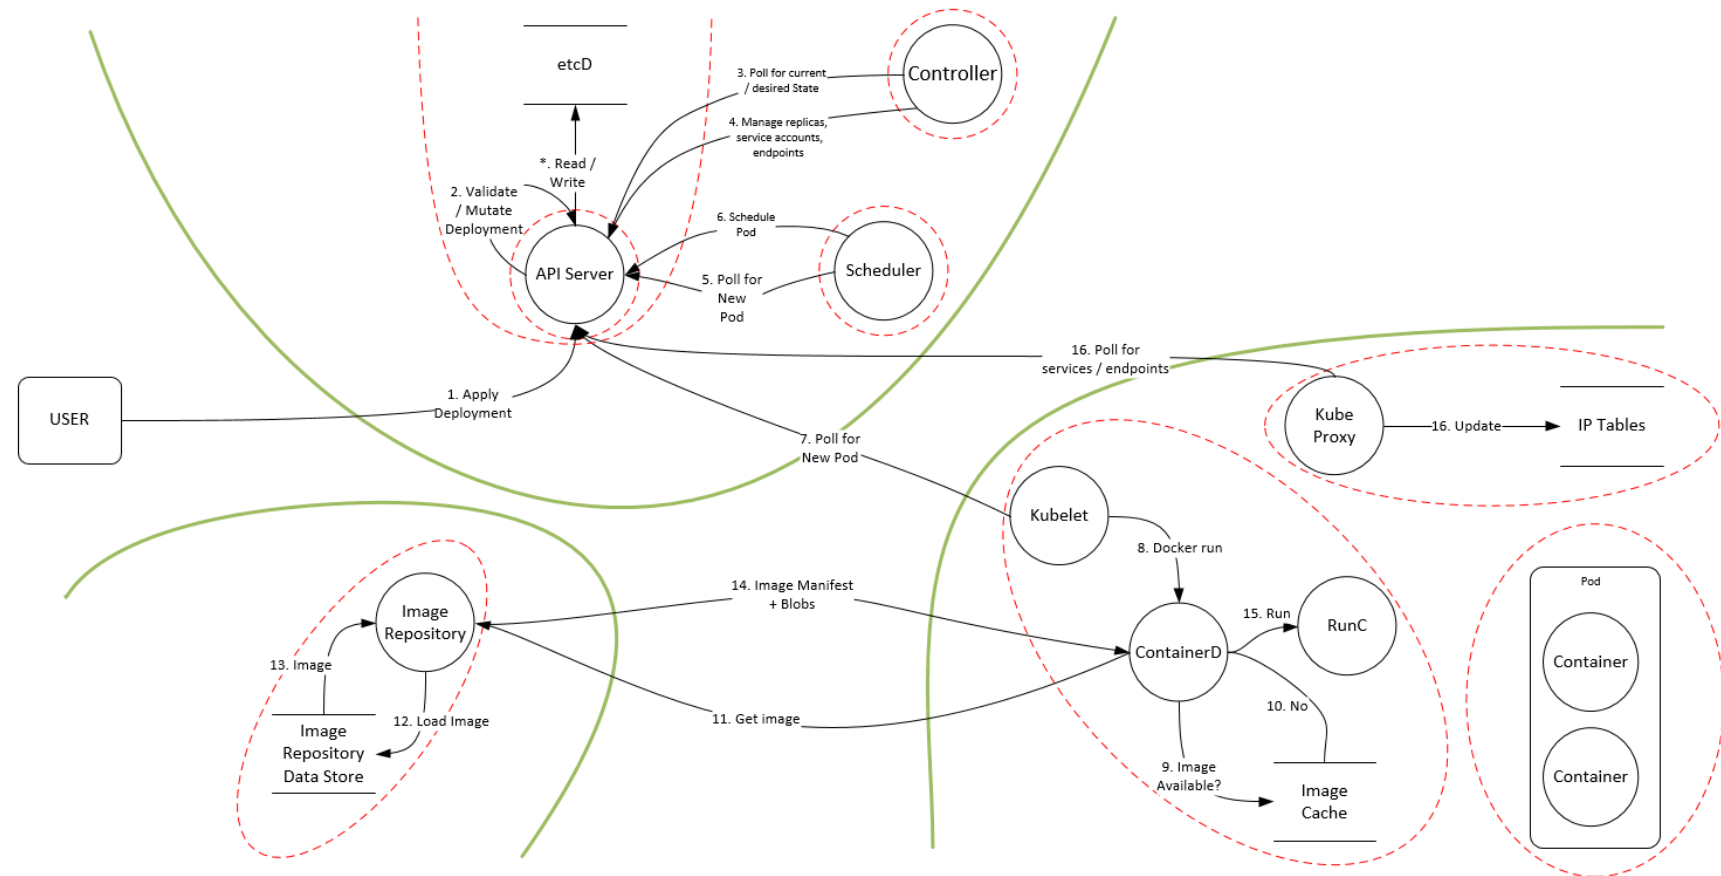 etcD
Controller
3. Poll for current
/ desired State
4. Manage replicas,
service accounts,
endpoints
*. Read /
Write
2. Validate
/ Mutate
Deployment
6. Schedule
Pod
API Server
Scheduler
5. Poll for
New
Pod
16. Poll for
services / endpoints
USER
1. Apply
Deployment
Kube
Proxy
16. Update
IP Tables
7. Poll for
New Pod
Kubelet
8. Docker run
14. Image Manifest
+ Blobs
Image
Repository
15. Run
RunC
Pod
13. Image
ContainerD
Container
12. Load Image
11. Get image
10. No
Image
Repository
Data Store
9. Image
Available?
Image
Cache
Container